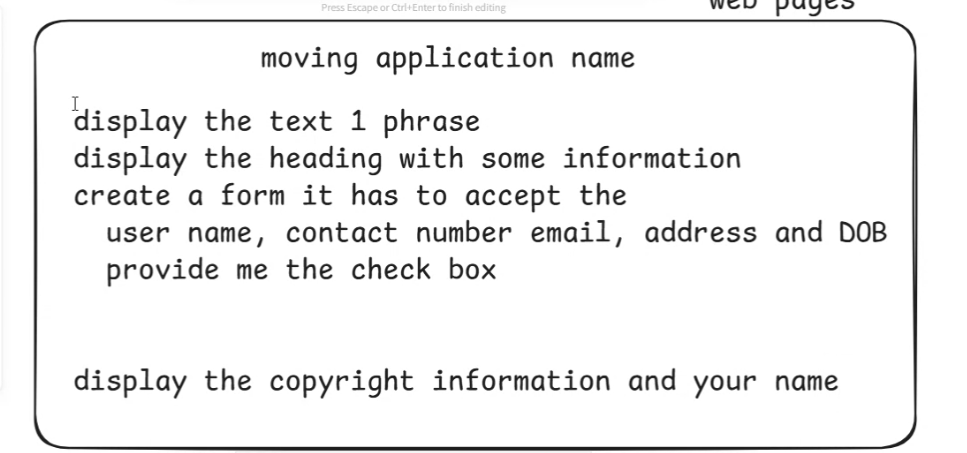 Press Escape or Ctrl+Enter to finish editing
web pages
moving application name
display the text 1 phrase
display the heading with some information
create a form it has to accept the
user name, contact number email, address and DOB
provide me the check box
display the copyright information and your name